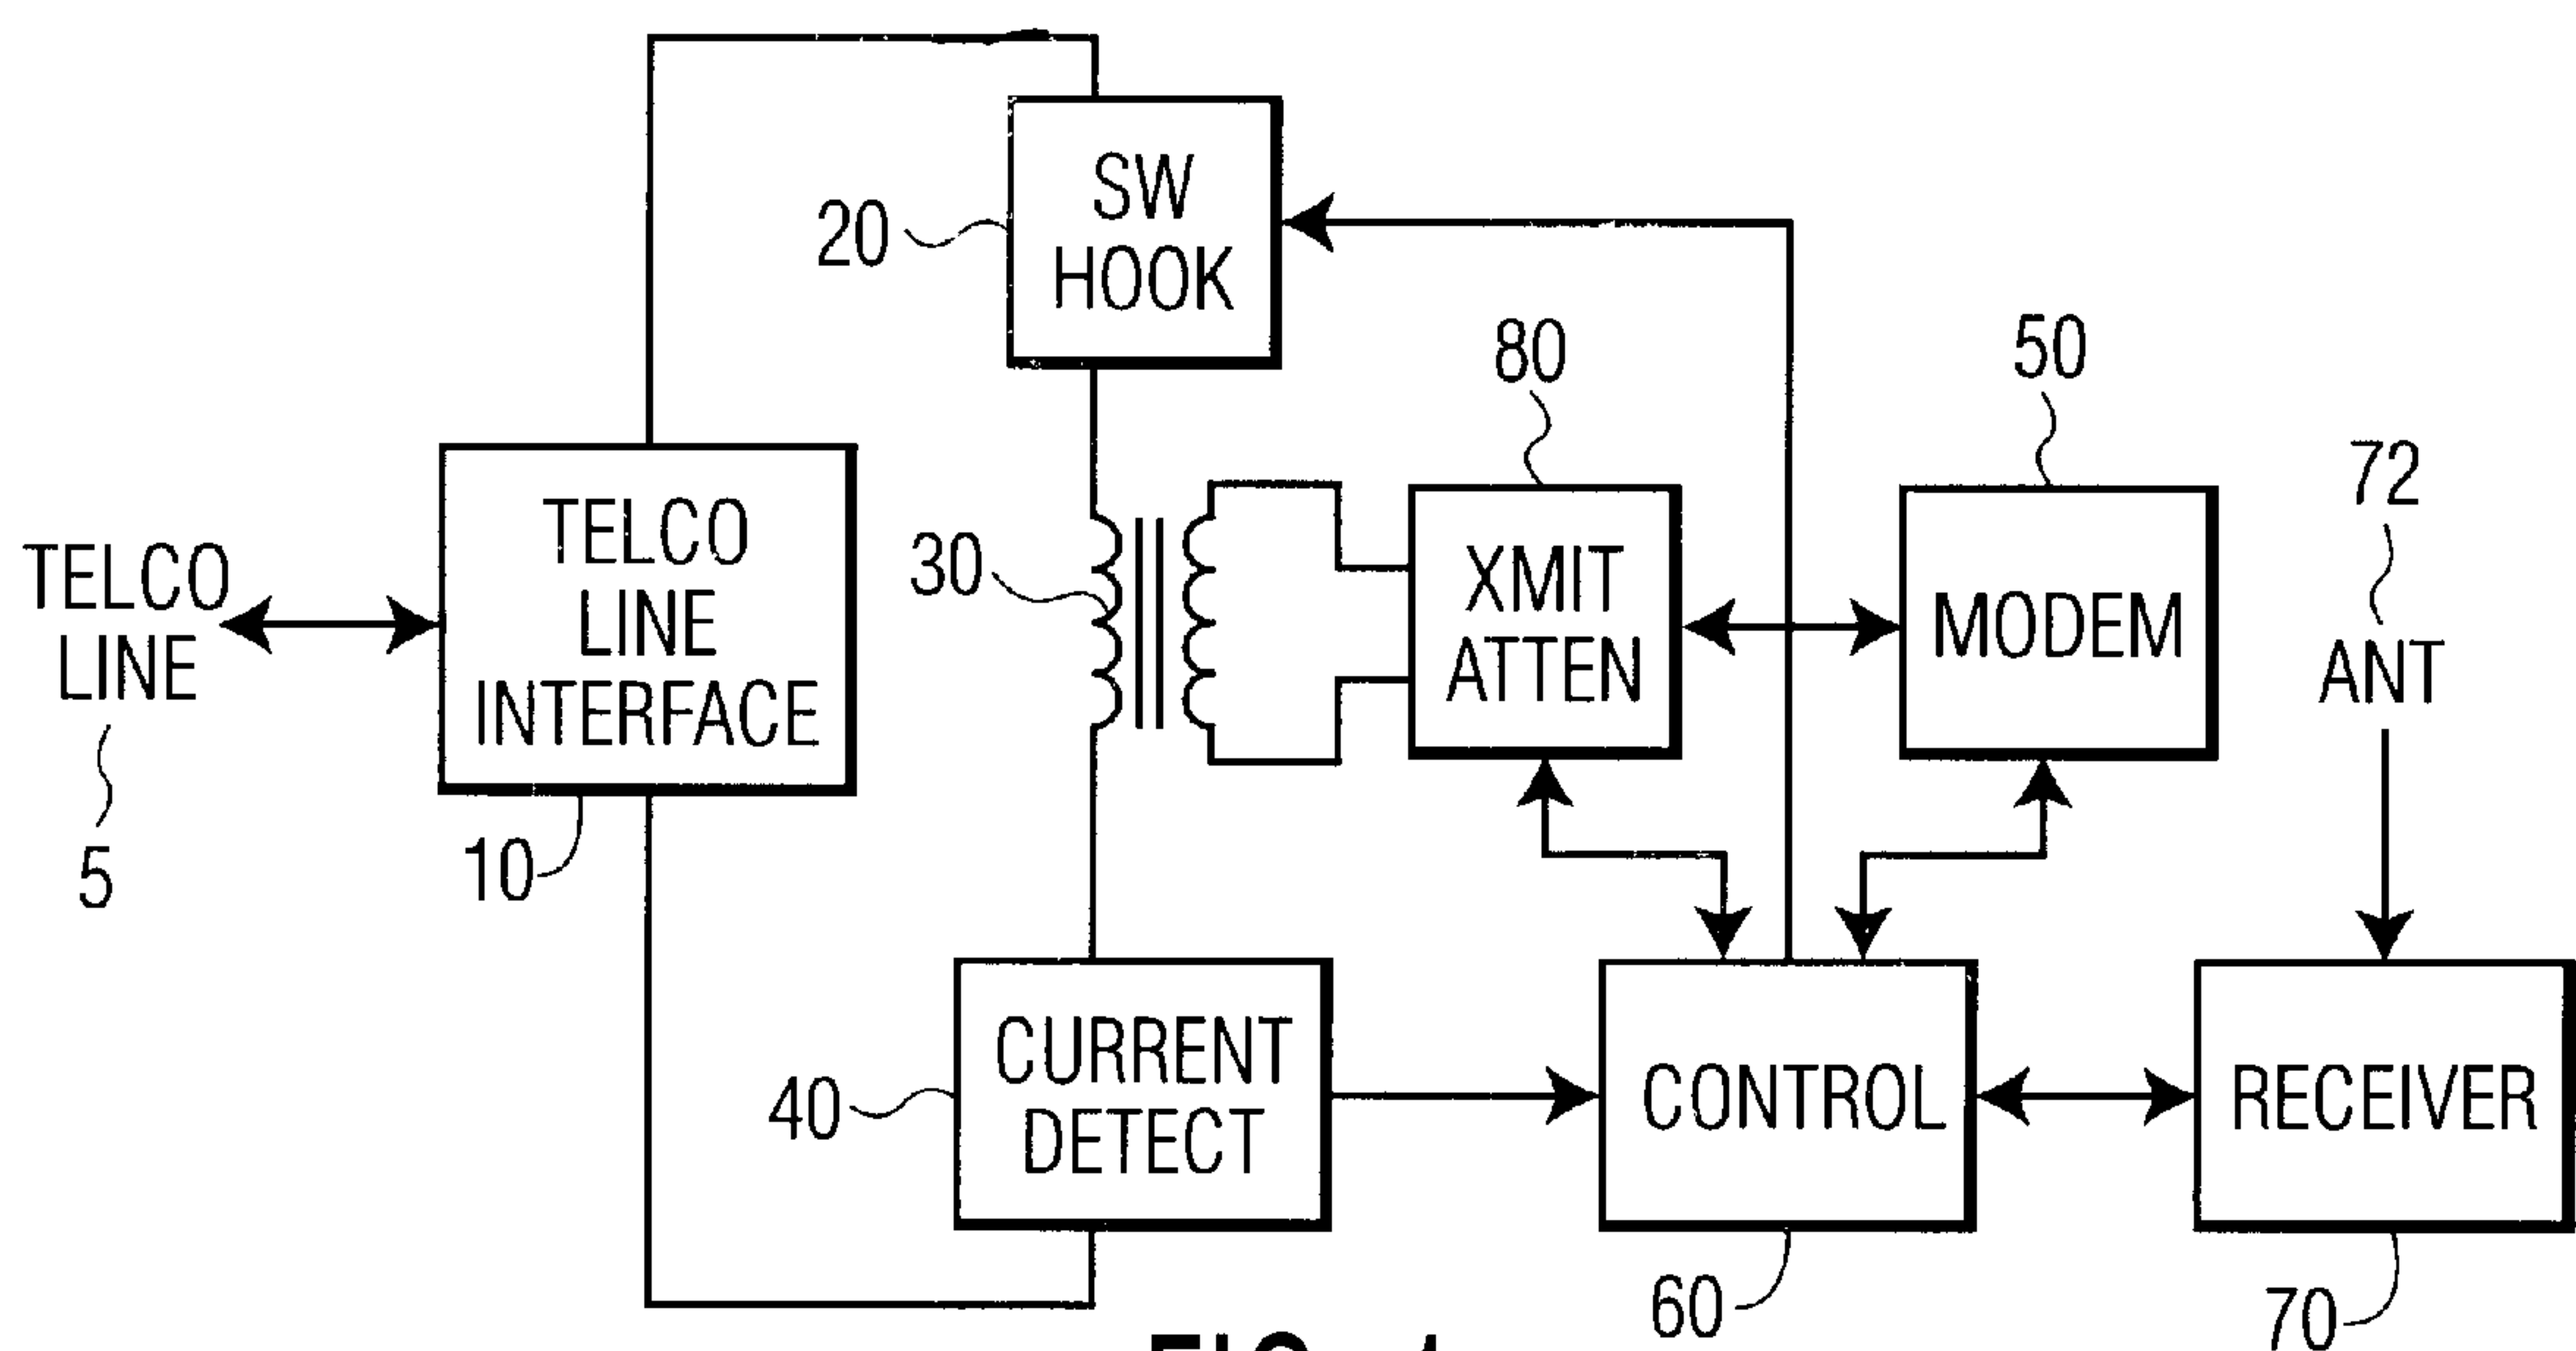 SW
HOOK
20
80
50
72
TELCO
LINE
5
TELCO
LINE
INTERFACE
10
30
XMIT
ATTEN
MODEM
ANT
40
CURRENT
DETECT
CONTROL
60
RECEIVER
70